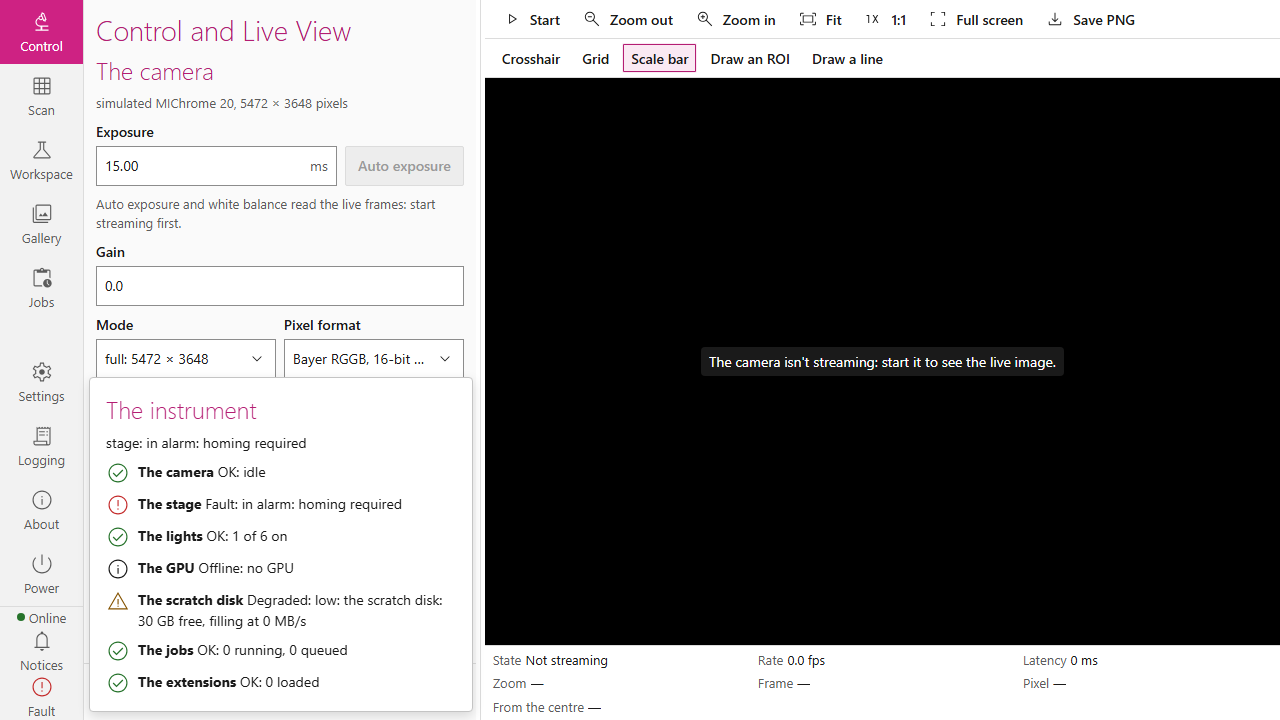 Control
Scan
Workspace
Gallery
Jobs
Settings
Logging
About
Power
Online
Notices
Fault
Control and Live View
The camera
simulated MIChrome 20, 5472 × 3648 pixels
Exposure
15.00 ms
Auto exposure
Auto exposure and white balance read the live frames: start
streaming first.
Gain
0.0
Mode
Pixel format
full: 5472 × 3648
Bayer RGGB, 16-bit ...
The instrument
stage: in alarm: homing required
The camera OK: idle
The stage Fault: in alarm: homing required
The lights OK: 1 of 6 on
The GPU Offline: no GPU
The scratch disk Degraded: low: the scratch disk:
30 GB free, filling at 0 MB/s
The jobs OK: 0 running, 0 queued
The extensions OK: 0 loaded
Start Zoom out Zoom in Fit 1X 1:1 Full screen Save PNG
Crosshair Grid Scale bar Draw an ROI Draw a line
The camera isn't streaming: start it to see the live image.
State Not streaming Rate 0.0 fps Latency 0 ms
Zoom — Frame — Pixel —
From the centre —